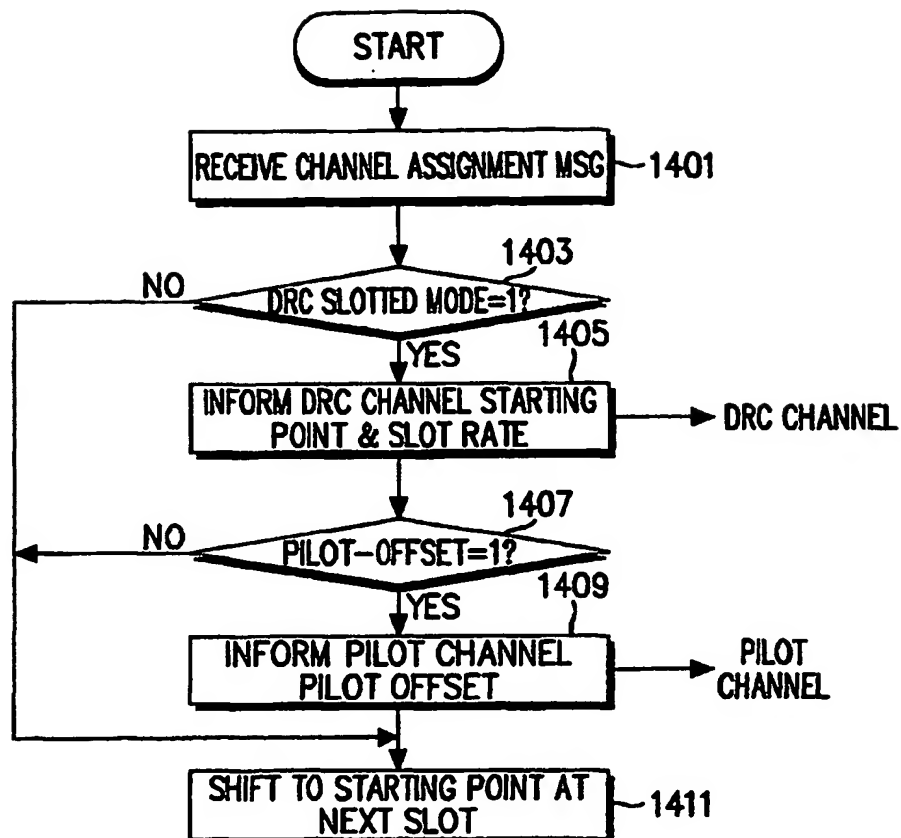 START
RECEIVE CHANNEL ASSIGNMENT MSG
1401
1403
NO
DRC SLOTTED MODE=1?
YES
1405
INFORM DRC CHANNEL STARTING
POINT & SLOT RATE
DRC CHANNEL
1407
NO
PILOT-OFFSET=1?
YES
1409
INFORM PILOT CHANNEL
PILOT OFFSET
PILOT
CHANNEL
SHIFT TO STARTING POINT AT
NEXT SLOT
1411